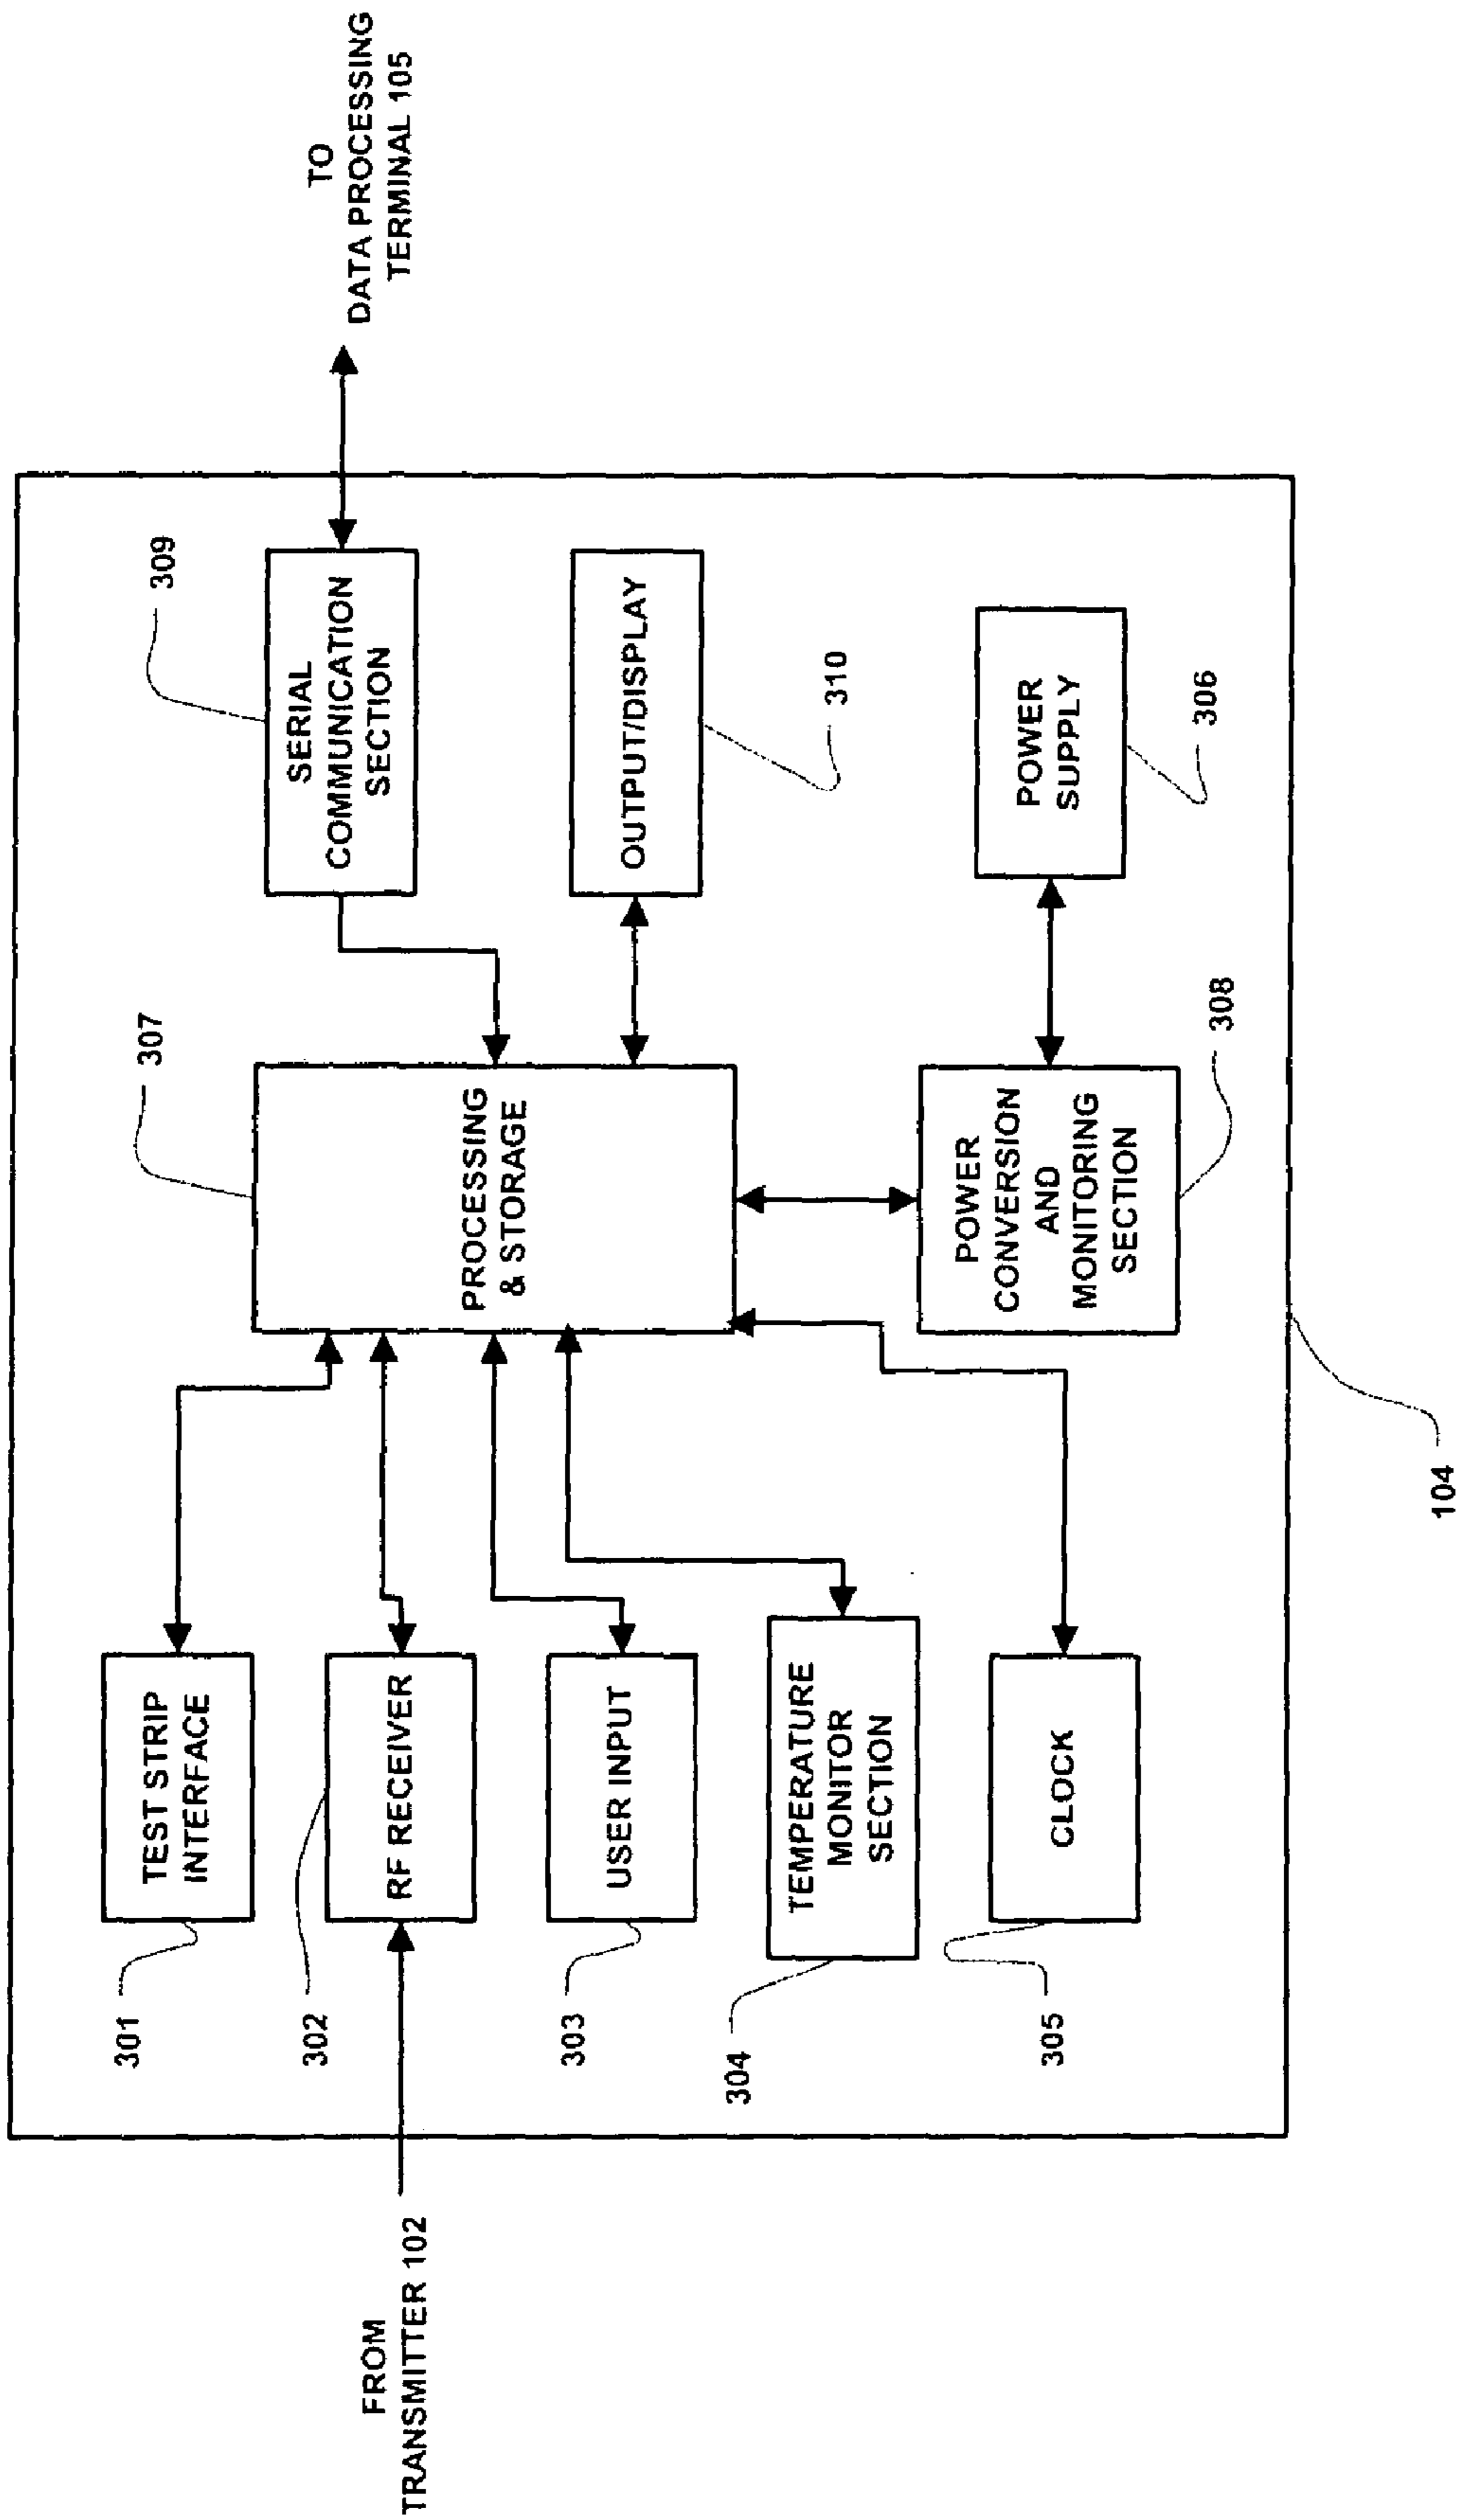 301
TEST STRIP
INTERFACE
302
RF RECEIVER
FROM
TRANSMITTER 102
303
USER INPUT
304
TEMPERATURE
MONITOR
SECTION
305
CLOCK
307
PROCESSING
& STORAGE
POWER
CONVERSION
AND
MONITORING
SECTION
308
309
SERIAL
COMMUNICATION
SECTION
TO
DATA PROCESSING
TERMINAL 105
OUTPUT/DISPLAY
310
POWER
SUPPLY
306
104